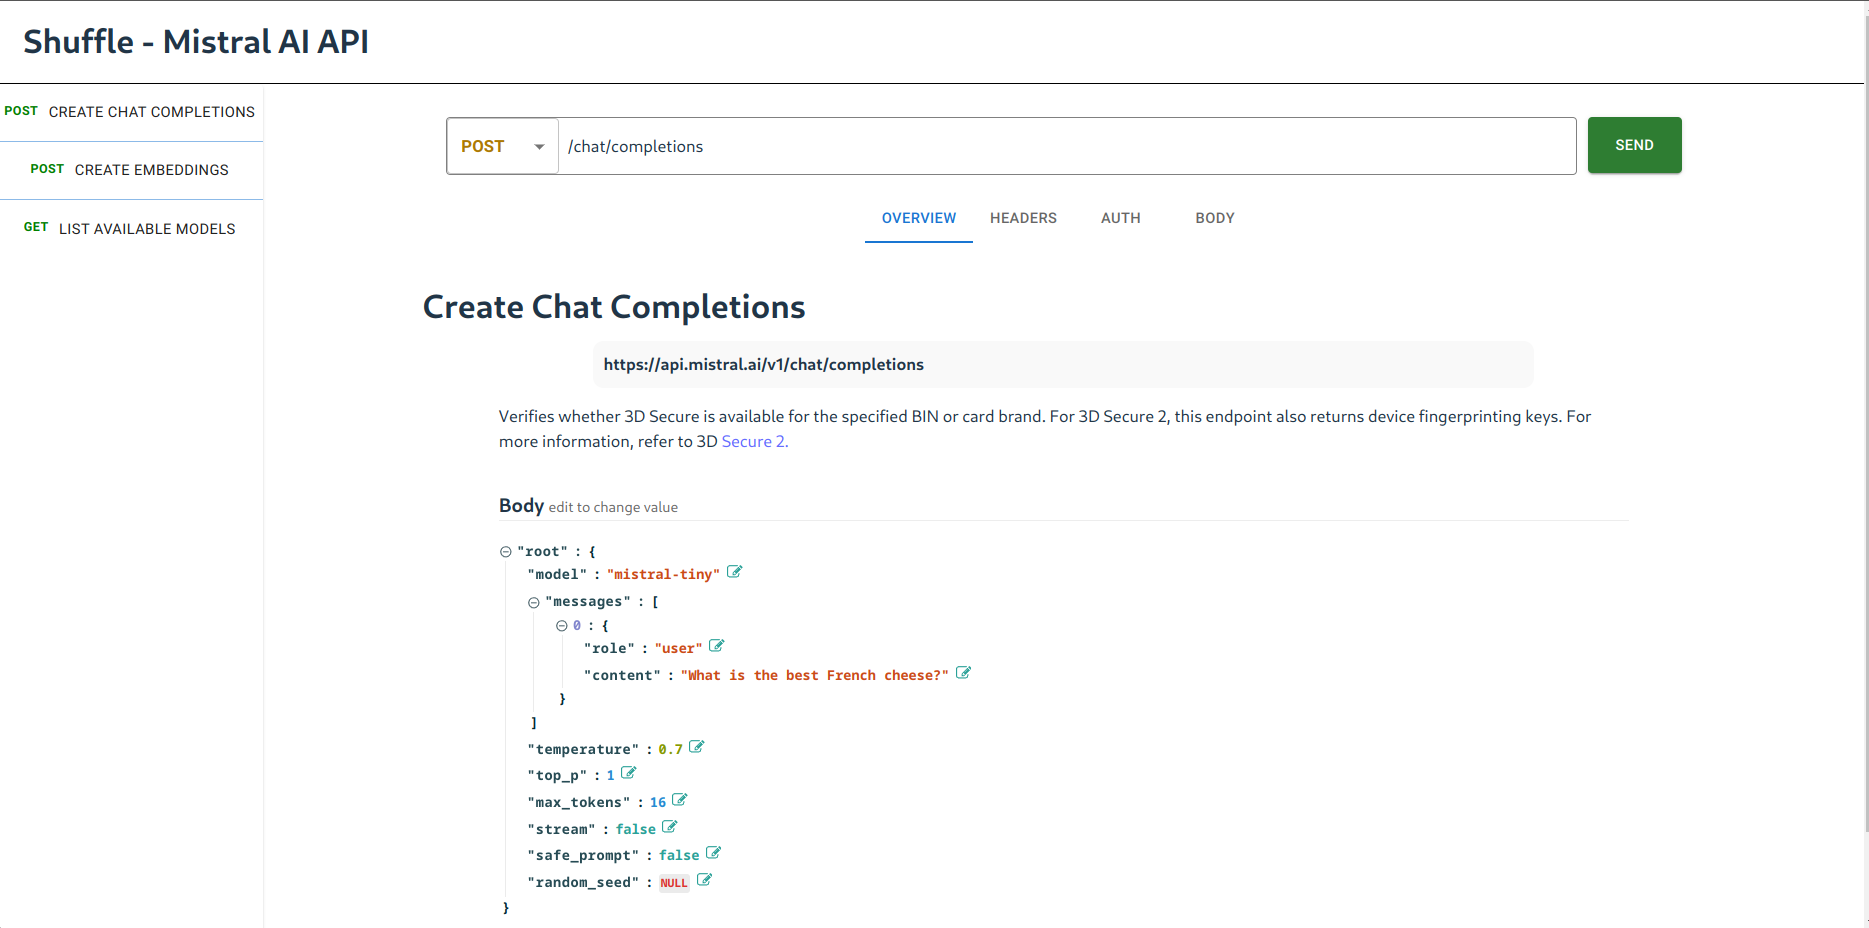 Shuffle - Mistral AI API
POST CREATE CHAT COMPLETIONS
POST CREATE EMBEDDINGS
GET LIST AVAILABLE MODELS
POST /chat/completions SEND
OVERVIEW HEADERS AUTH BODY
Create Chat Completions
https://api.mistral.ai/v1/chat/completions
Verifies whether 3D Secure is available for the specified BIN or card brand. For 3D Secure 2, this endpoint also returns device fingerprinting keys. For
more information, refer to 3D Secure 2.
Body edit to change value
"root" : {
"model" : "mistral-tiny"
"messages" : [
0 : {
"role" : "user"
"content" : "What is the best French cheese?"
}
]
"temperature" : 0.7
"top_p" : 1
"max_tokens" : 16
"stream" : false
"safe_prompt" : false
"random_seed" : NULL
}